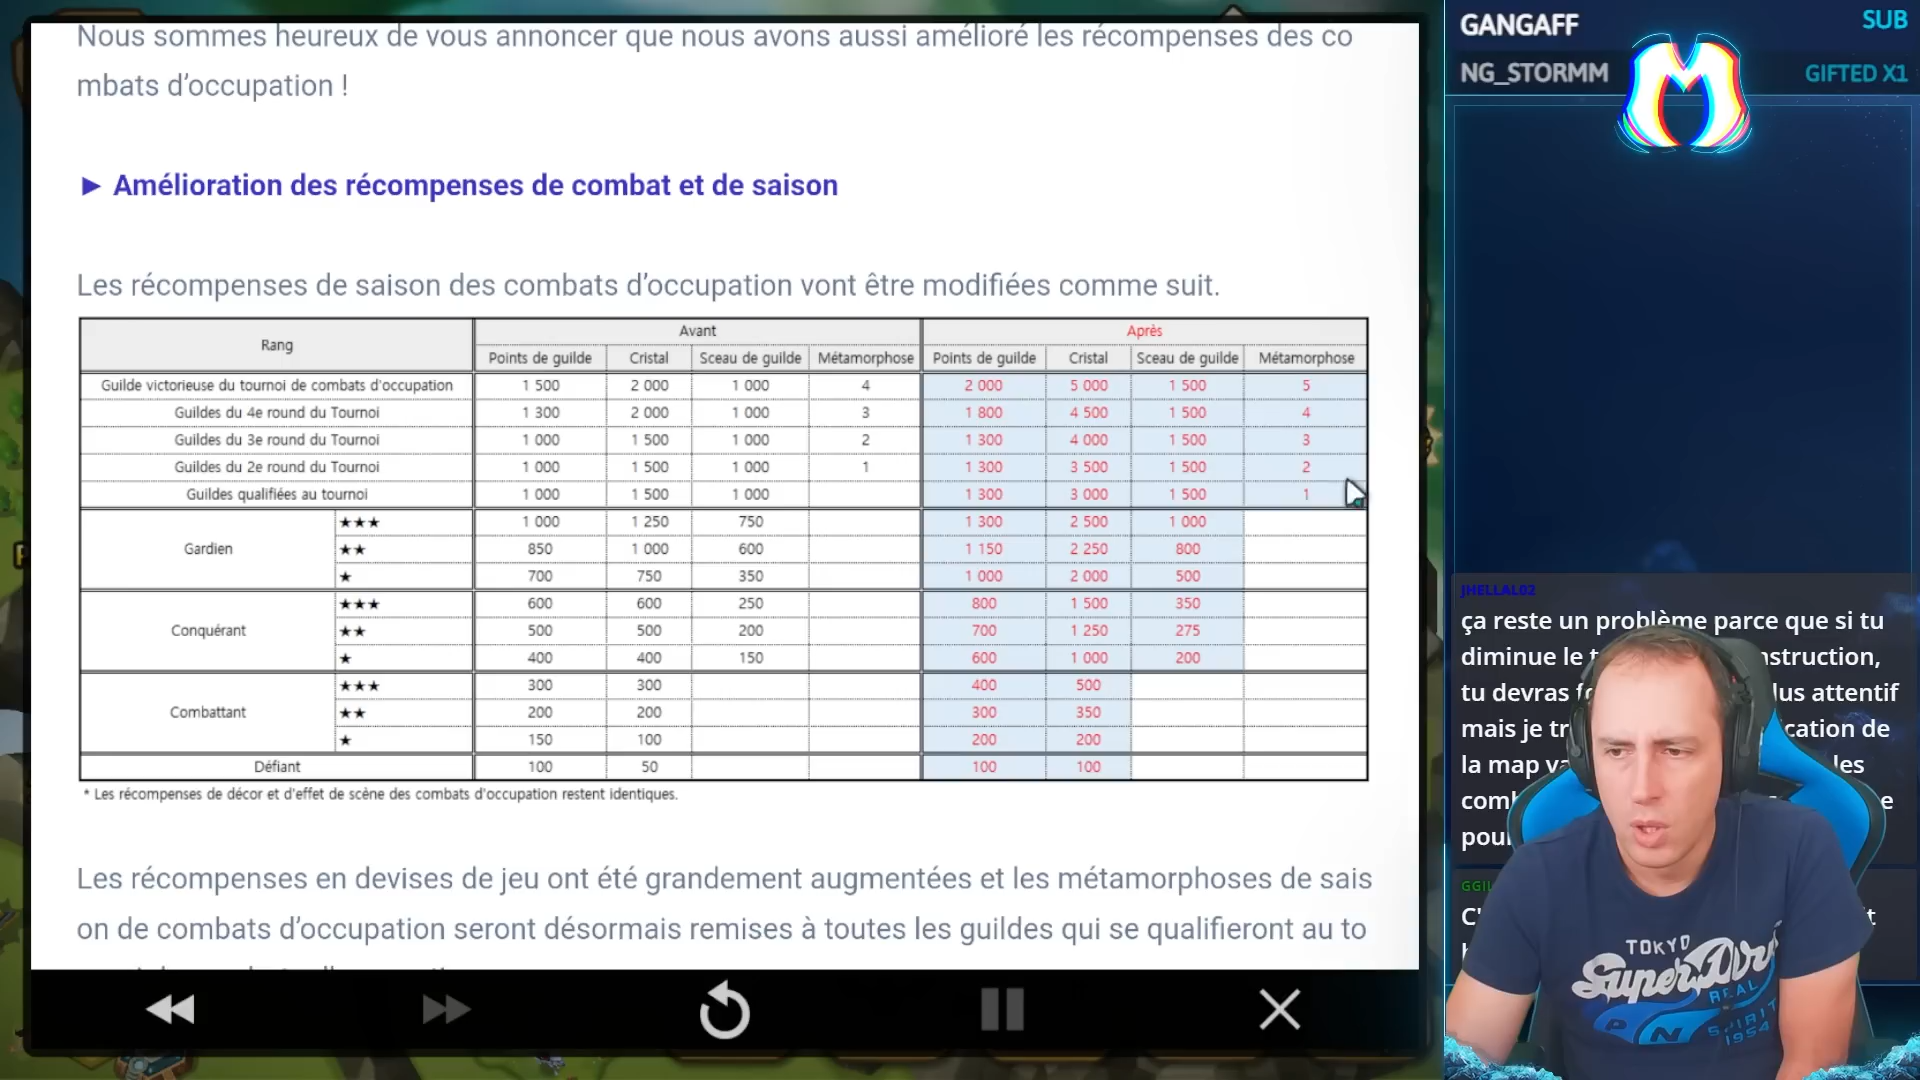 Nous sommes heureux de vous annoncer que nous avons aussi amélioré les récompenses des co
mbats d'occupation !
► Amélioration des récompenses de combat et de saison
Les récompenses de saison des combats d'occupation vont être modifiées comme suit.
Rang Avant Après
Points de guilde Cristal Sceau de guilde Métamorphose Points de guilde Cristal Sceau de guilde Métamorphose
Guilde victorieuse du tournoi de combats d'occupation 1 500 2 000 1 000 4 2 000 5 000 1 500 5
Guildes du 4e round du Tournoi 1 300 2 000 1 000 3 1 800 4 500 1 500 4
Guildes du 3e round du Tournoi 1 000 1 500 1 000 2 1 300 4 000 1 500 3
Guildes du 2e round du Tournoi 1 000 1 500 1 000 1 1 300 3 500 1 500 2
Guildes qualifiées au tournoi 1 000 1 500 1 000 1 300 3 000 1 500 1
Gardien ★★★ 1 000 1 250 750 1 300 2 500 1 000
★★ 850 1 000 600 1 150 2 250 800
★ 700 750 350 1 000 2 000 500
Conquérant ★★★ 600 600 250 800 1 500 350
★★ 500 500 200 700 1 250 275
★ 400 400 150 600 1 000 200
Combattant ★★★ 300 300 400 500
★★ 200 200 300 350
★ 150 100 200 200
Défiant 100 50 100 100
* Les récompenses de décor et d'effet de scène des combats d'occupation restent identiques.
Les récompenses en devises de jeu ont été grandement augmentées et les métamorphoses de sais
on de combats d'occupation seront désormais remises à toutes les guildes qui se qualifieront au to
GANGAFF SUB
NG_STORMM GIFTED X1
M
JHELLAL02
ça reste un problème parce que si tu
diminue le
tu devras lus attentif
mais je cation de
la map les
TOKYO
SuperDry
REAL
SPIRIT
1954